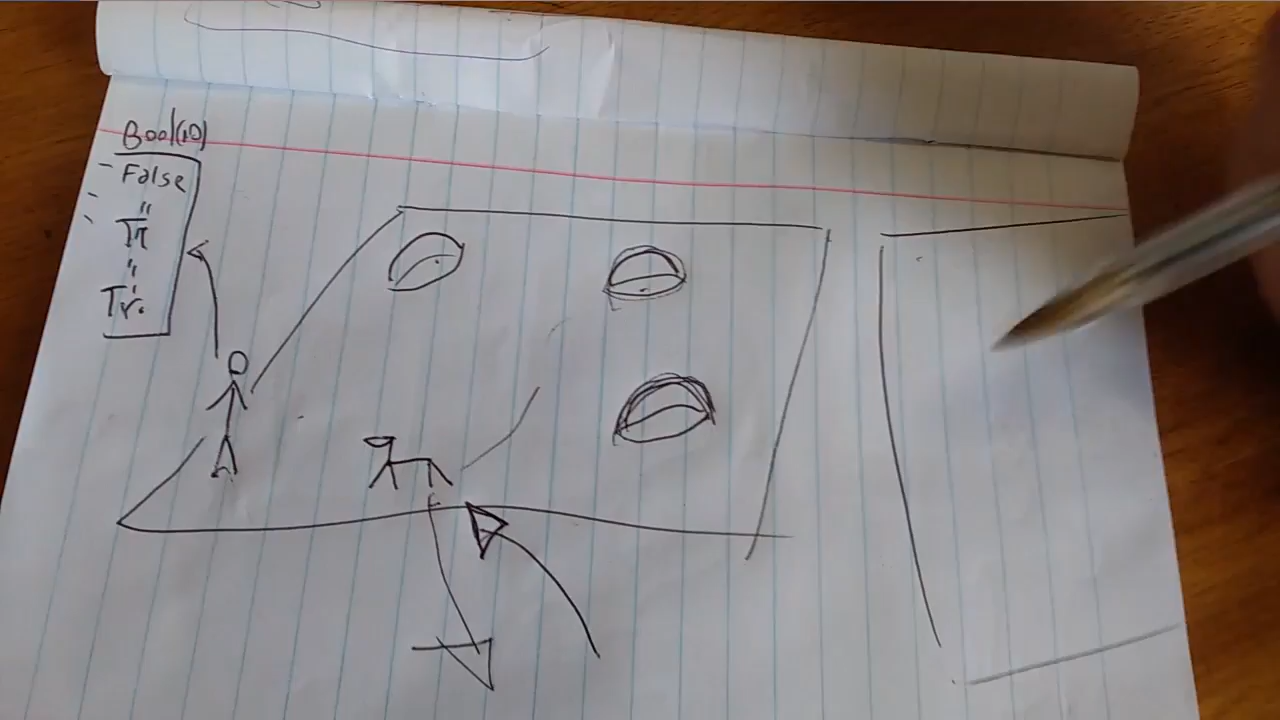 Bool(10)
False
"
Tr
"
Tr.